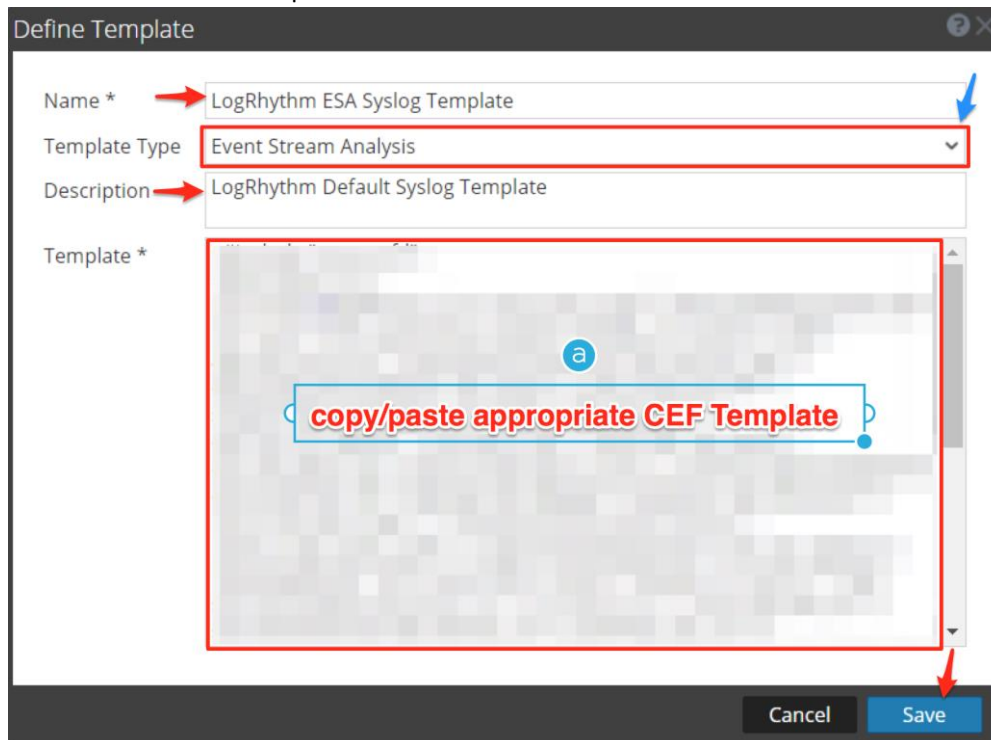 Define Template
Name *
LogRhythm ESA Syslog Template
Template Type
Event Stream Analysis
Description
LogRhythm Default Syslog Template
Template *
a
copy/paste appropriate CEF Template
Cancel Save